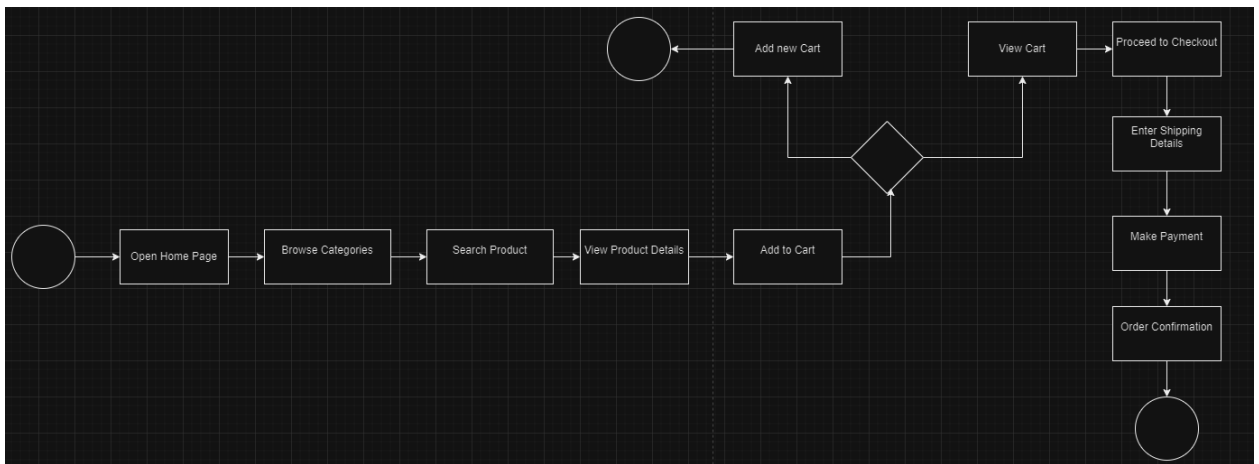 Add new Cart
View Cart
Proceed to Checkout
Enter Shipping
Details
Open Home Page
Browse Categories
Search Product
View Product Details
Add to Cart
Make Payment
Order Confirmation